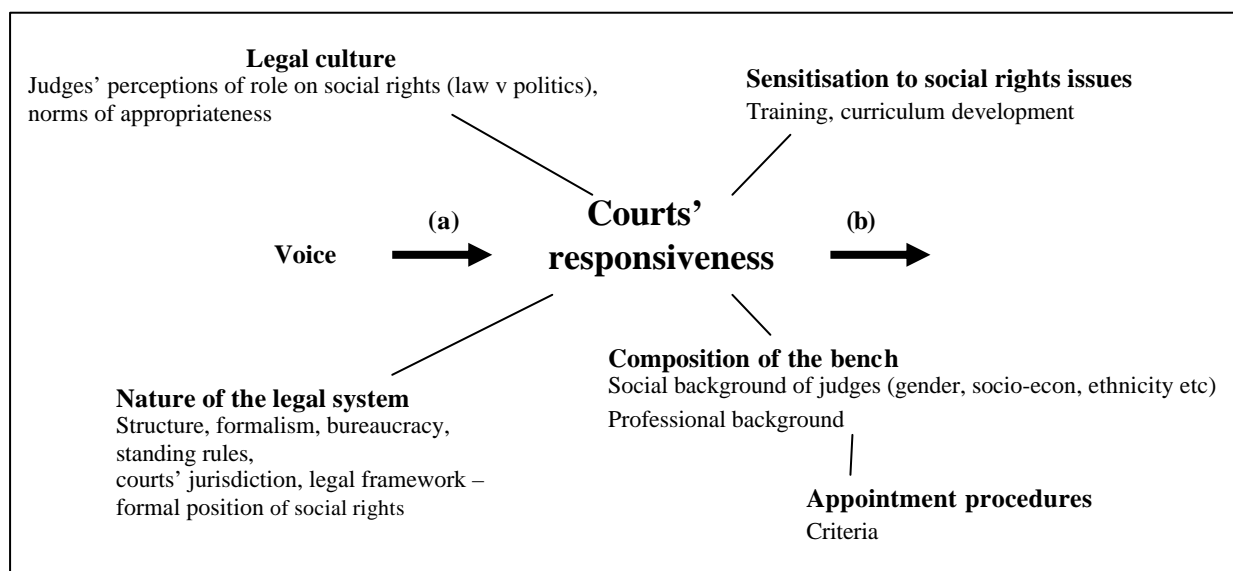 Legal culture
Judges’ perceptions of role on social rights (law v politics),
norms of appropriateness
Sensitisation to social rights issues
Training, curriculum development
(a)
Voice
Courts’
responsiveness
(b)
Nature of the legal system
Structure, formalism, bureaucracy,
standing rules,
courts’ jurisdiction, legal framework –
formal position of social rights
Composition of the bench
Social background of judges (gender, socio-econ, ethnicity etc)
Professional background
Appointment procedures
Criteria